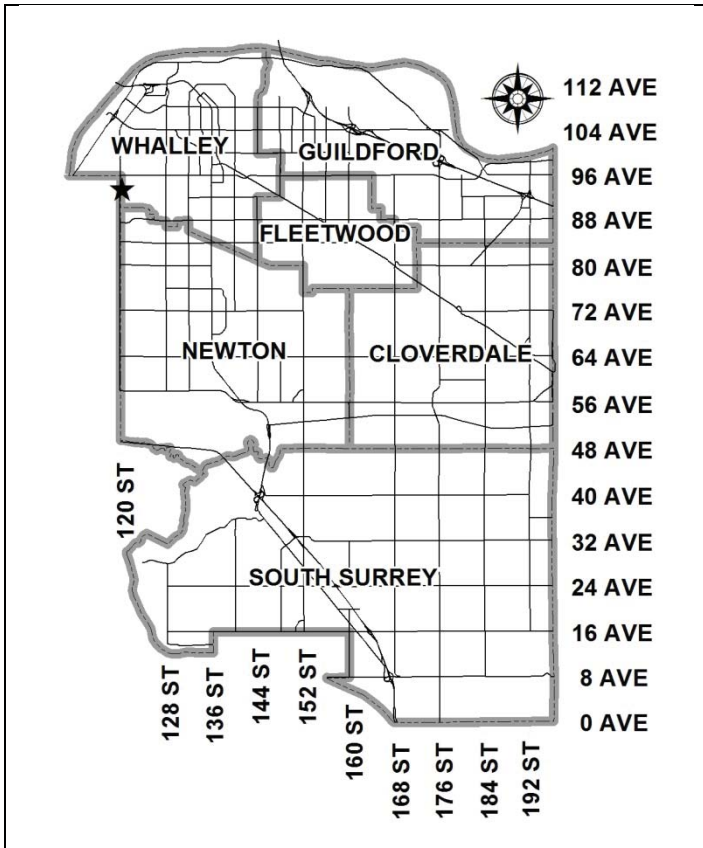 112 AVE
104 AVE
WHALLEY
GUILDFORD
96 AVE
88 AVE
FLEETWOOD
80 AVE
72 AVE
NEWTON
CLOVERDALE
64 AVE
56 AVE
48 AVE
120 ST
40 AVE
32 AVE
SOUTH SURREY
24 AVE
16 AVE
128 ST
136 ST
144 ST
152 ST
160 ST
8 AVE
0 AVE
168 ST
176 ST
184 ST
192 ST